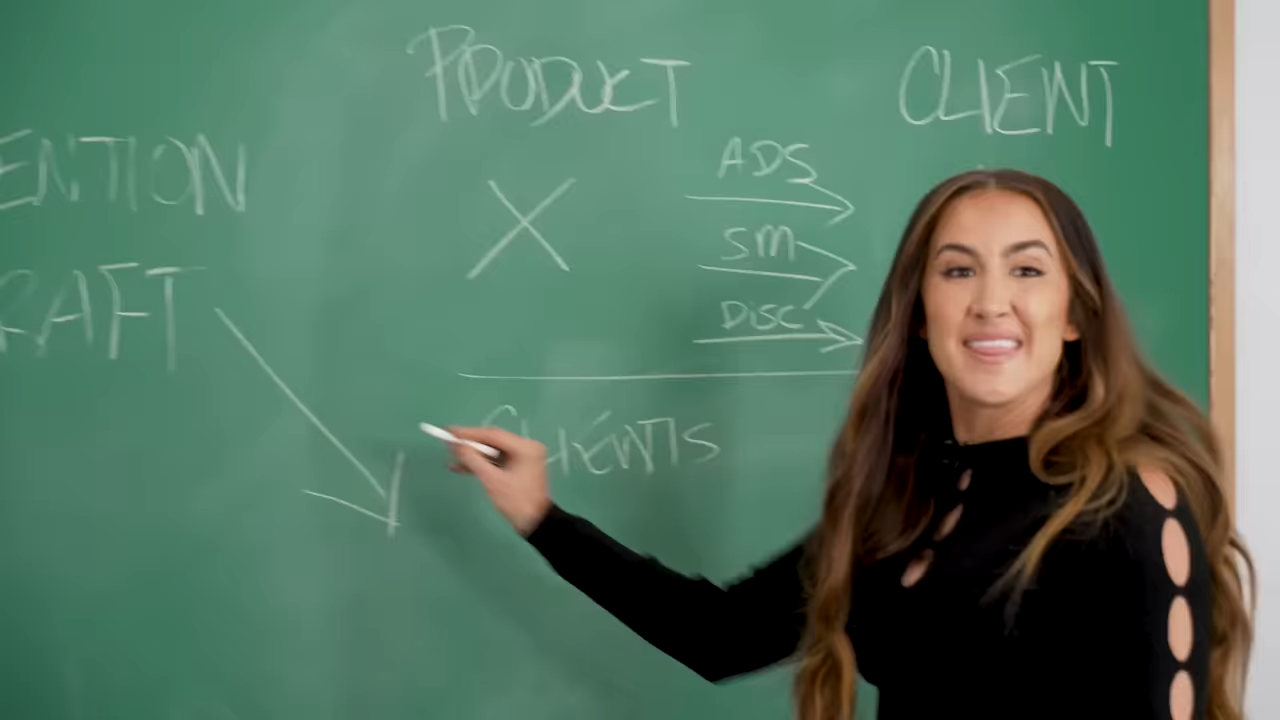 PRODUCT
CLIENT
ENTION
RAFT
X
ADS
SM
DISC
CLIENTS